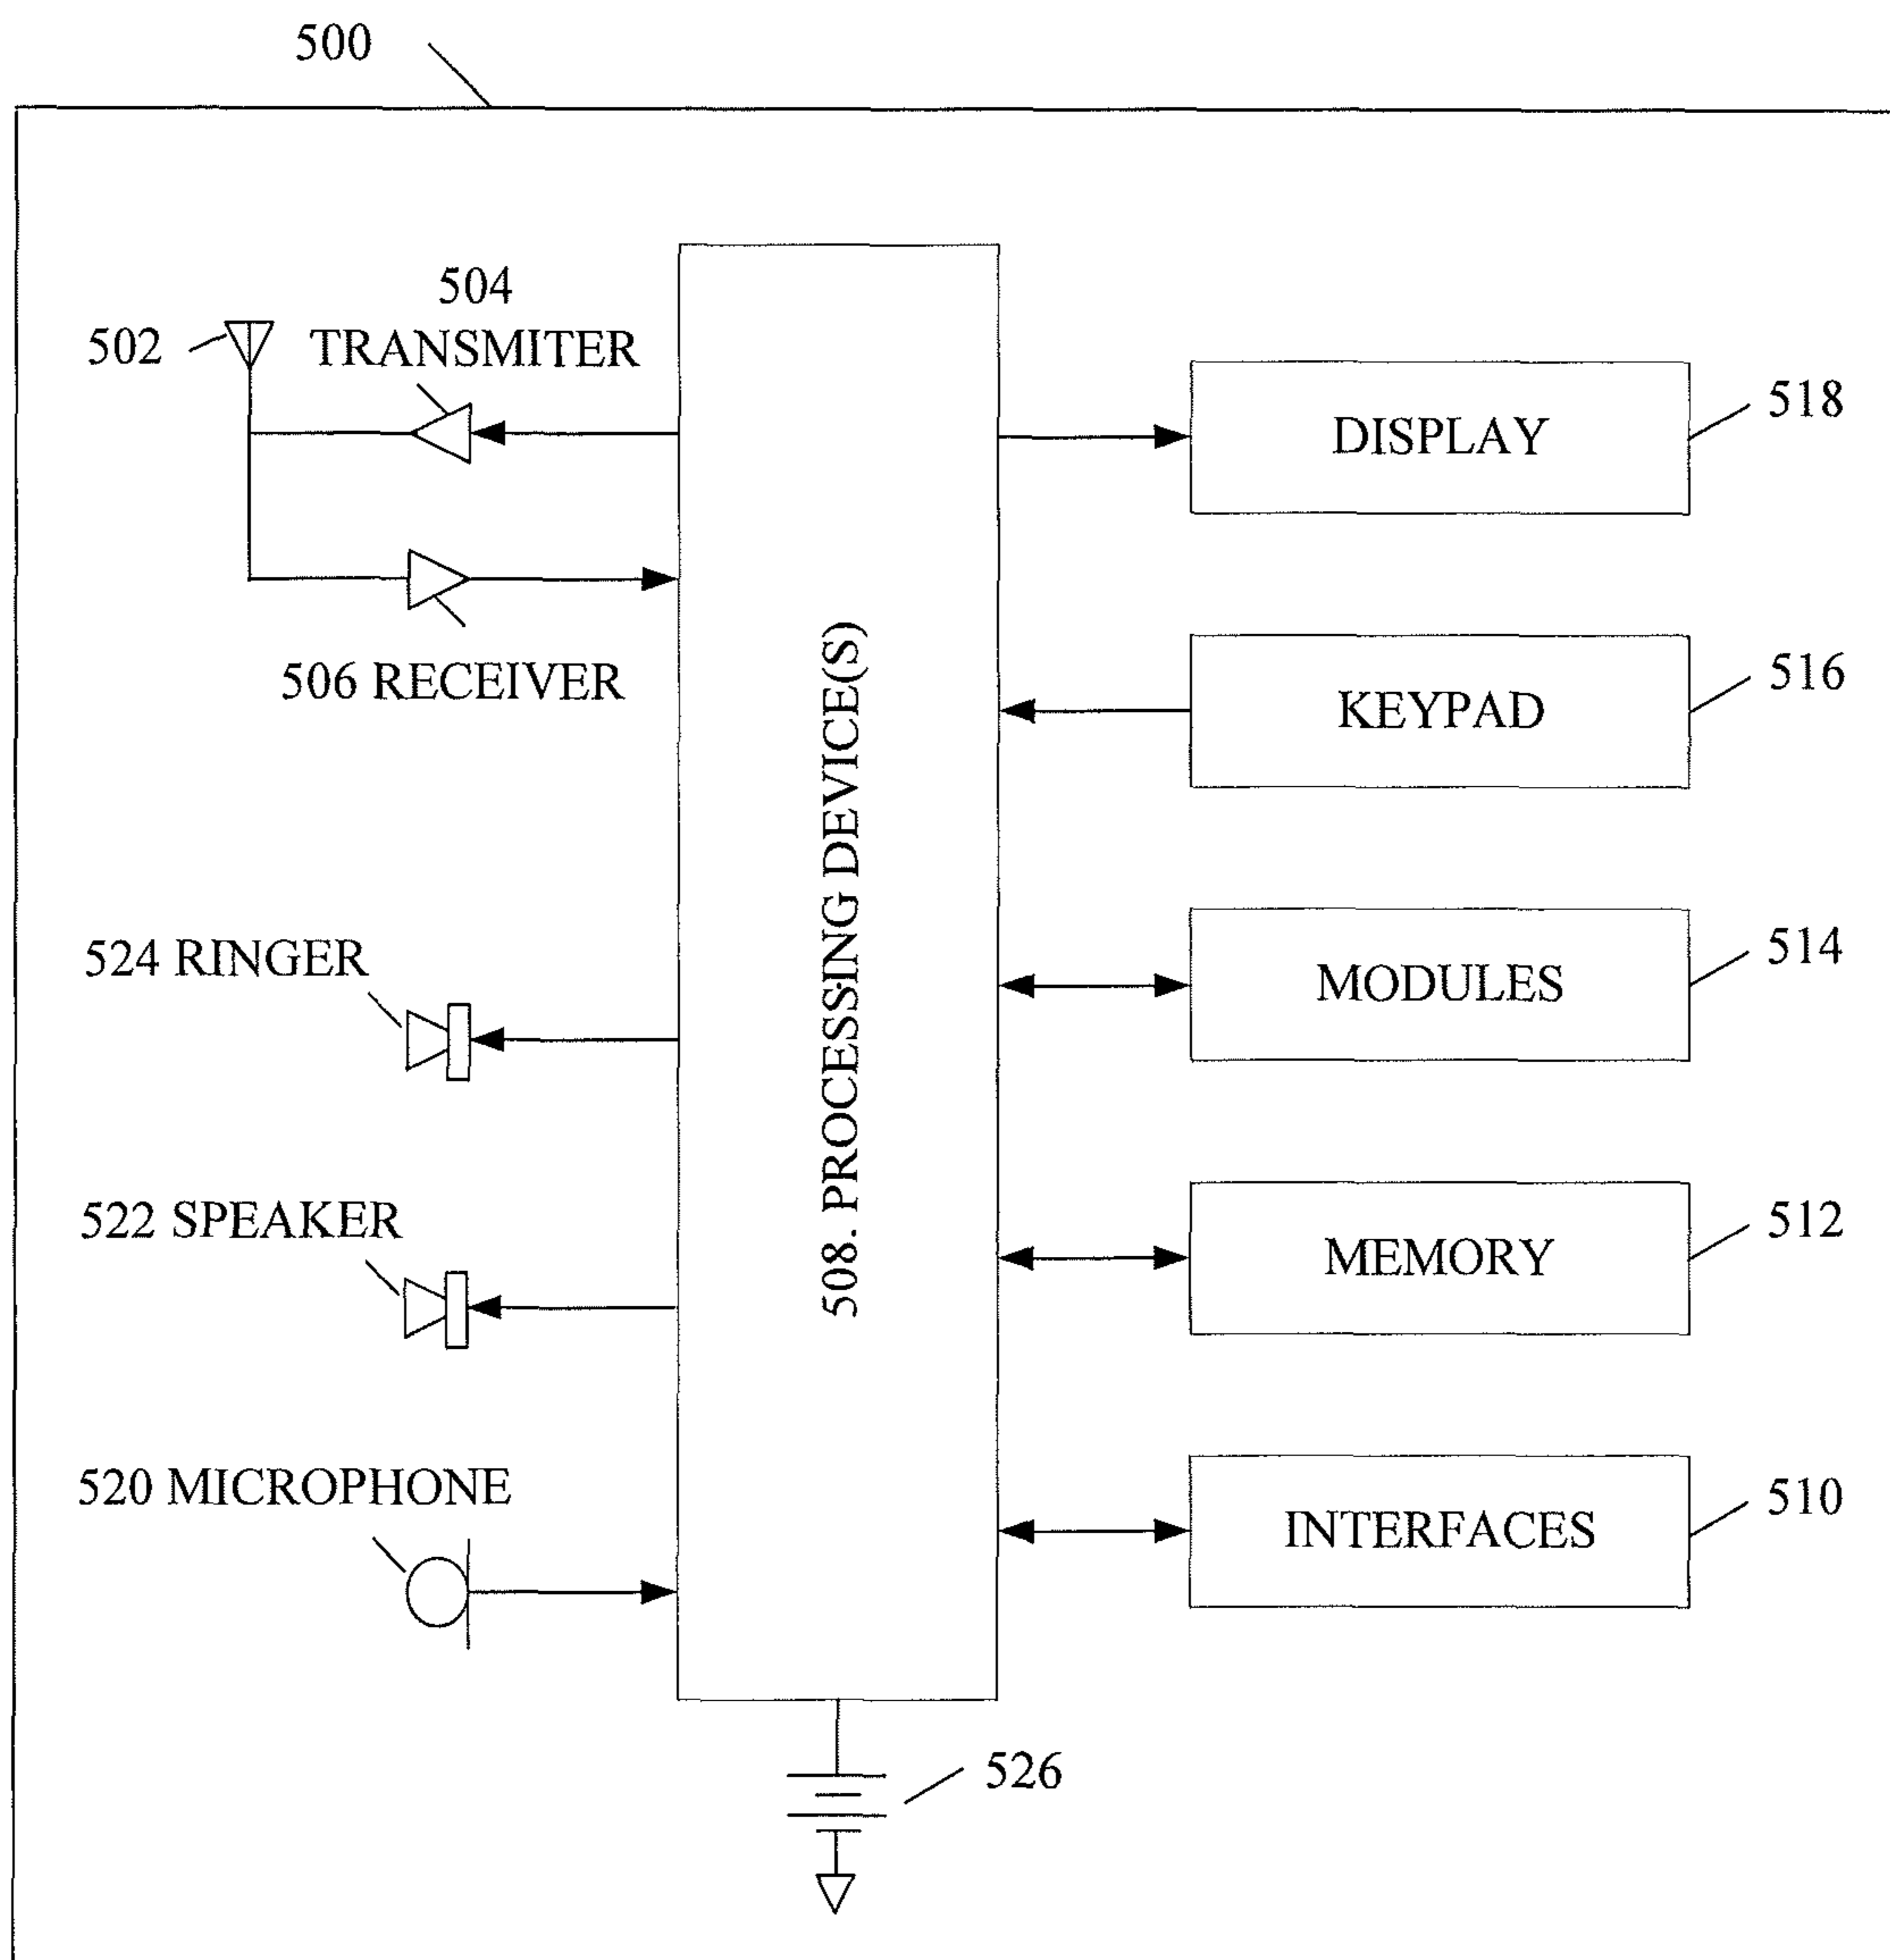 500
504
TRANSMITER
502
518
DISPLAY
506 RECEIVER
516
KEYPAD
508. PROCESSING DEVICE(S)
524 RINGER
514
MODULES
522 SPEAKER
512
MEMORY
520 MICROPHONE
510
INTERFACES
526